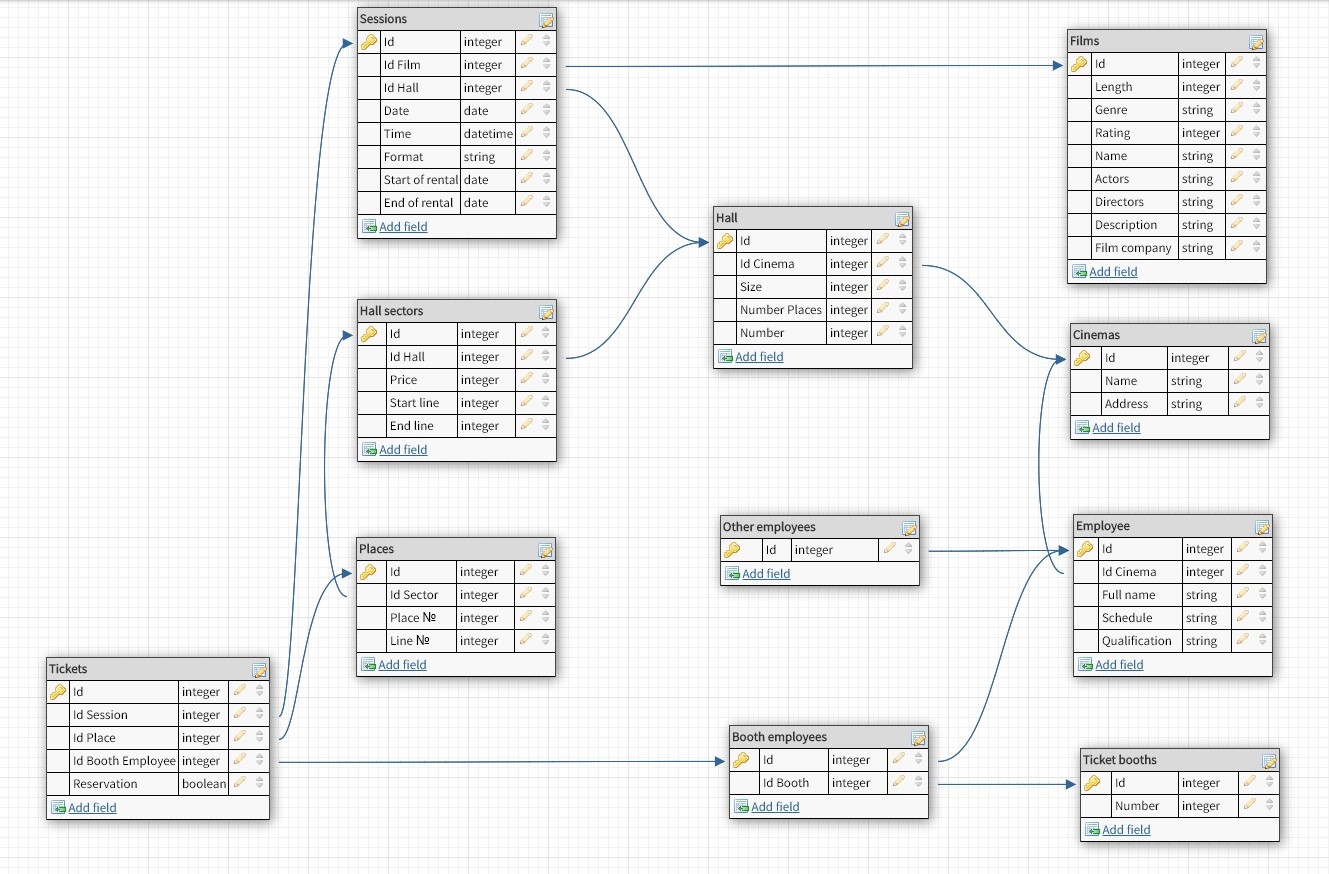 Sessions
Id integer
Id Film integer
Id Hall integer
Date date
Time datetime
Format string
Start of rental date
End of rental date
Add field
Films
Id integer
Length integer
Genre string
Rating integer
Name string
Actors string
Directors string
Description string
Film company string
Add field
Hall
Id integer
Id Cinema integer
Size integer
Number Places integer
Number integer
Add field
Hall sectors
Id integer
Id Hall integer
Price integer
Start line integer
End line integer
Add field
Cinemas
Id integer
Name string
Address string
Add field
Other employees
Id integer
Add field
Employee
Id integer
Id Cinema integer
Full name string
Schedule string
Qualification string
Add field
Places
Id integer
Id Sector integer
Place № integer
Line № integer
Add field
Tickets
Id integer
Id Session integer
Id Place integer
Id Booth Employee integer
Reservation boolean
Add field
Booth employees
Id integer
Id Booth integer
Add field
Ticket booths
Id integer
Number integer
Add field